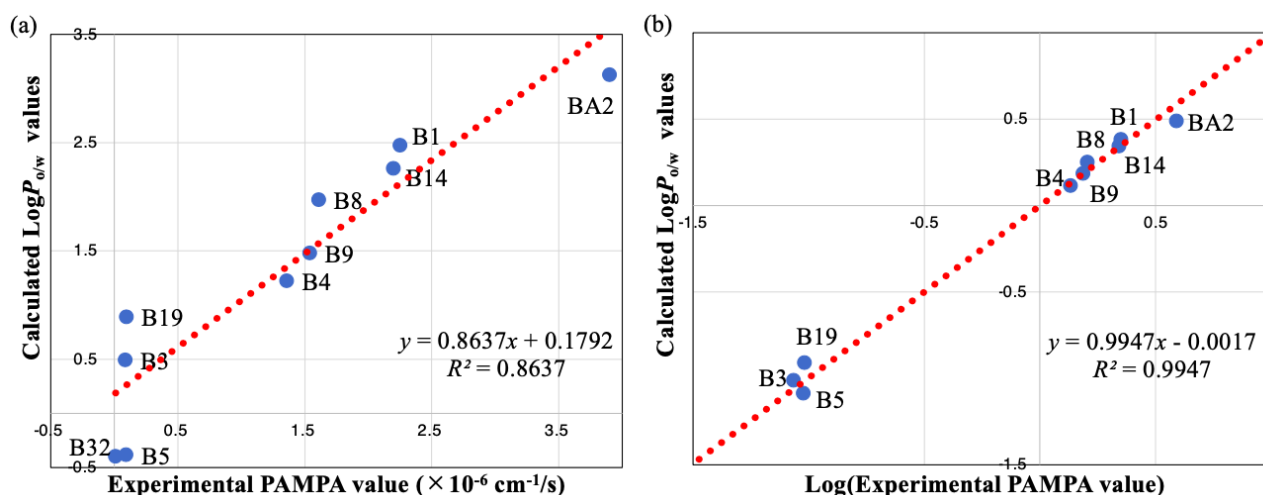 (a)
3.5
2.5
1.5
0.5
-0.5
-0.5
0.5
1.5
2.5
3.5
Calculated LogPo/w values
BA2
B1
B14
B8
B9
B4
B19
B3
B32
B5
y = 0.8637x + 0.1792
R² = 0.8637
Experimental PAMPA value (×10-6 cm-1/s)
(b)
0.5
-0.5
-1.5
-1.5
-0.5
0.5
Calculated LogPo/w values
B1
BA2
B8
B14
B4
B9
B19
B3
B5
y = 0.9947x - 0.0017
R² = 0.9947
Log(Experimental PAMPA value)